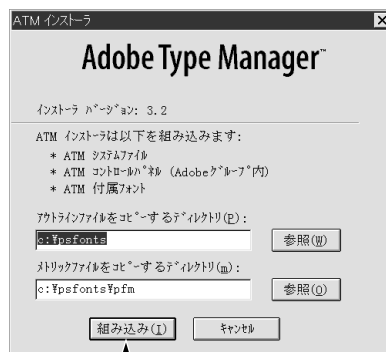 ATM インストーラ
Adobe Type Manager™
インストーラ バージョン: 3.2
ATM インストーラは以下を組み込みます:
* ATM システムファイル
* ATM コントロールパネル (Adobeグループ内)
* ATM 付属フォント
アウトラインファイルをコピーするディレクトリ(P):
c:¥psfonts
参照(W)
メトリックファイルをコピーするディレクトリ(m):
c:¥psfonts¥pfm
参照(O)
組み込み(I)
キャンセル